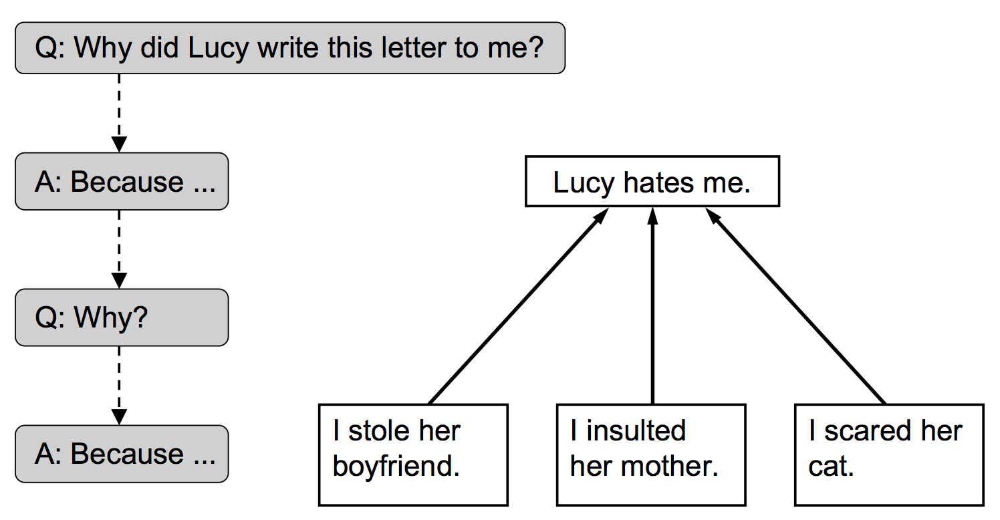 Q: Why did Lucy write this letter to me?
A: Because ...
Lucy hates me.
Q: Why?
A: Because ...
I stole her
boyfriend.
I insulted
her mother.
I scared her
cat.